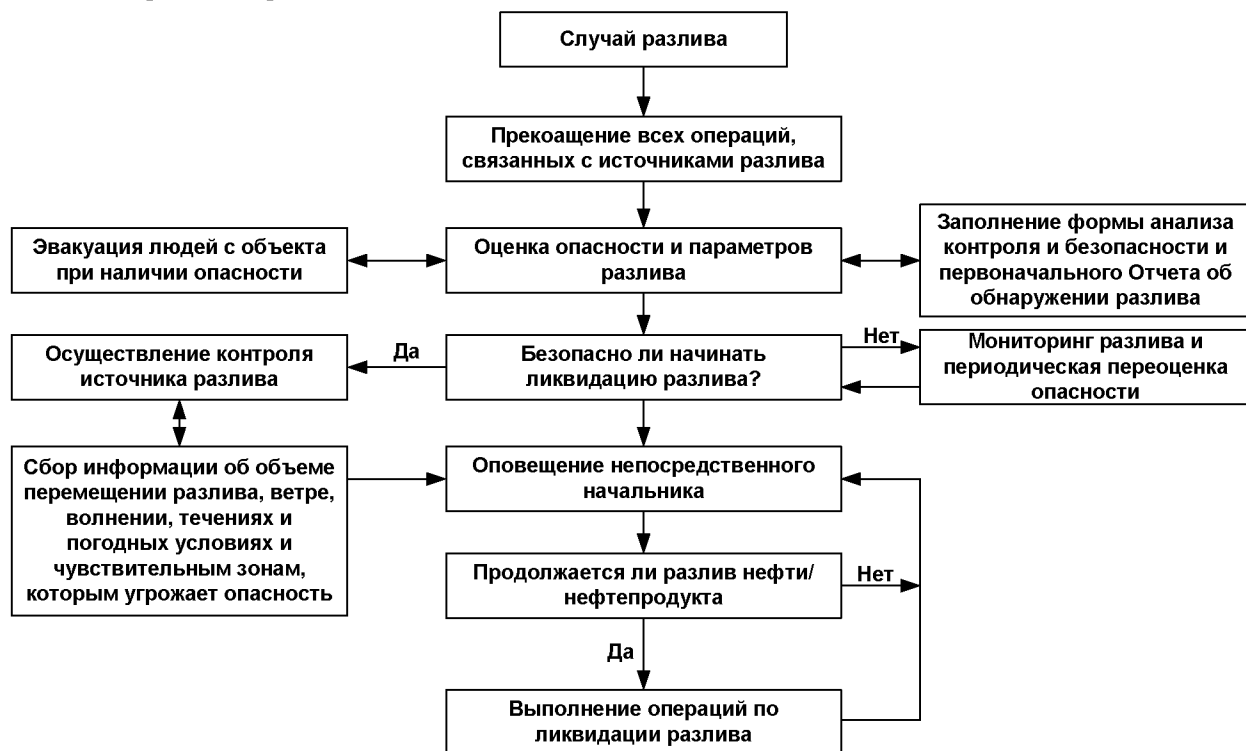 Случай разлива
Прекоащение всех операций,
связанных с источниками разлива
Эвакуация людей с объекта
при наличии опасности
Оценка опасности и параметров
разлива
Заполнение формы анализа
контроля и безопасности и
первоначального Отчета об
обнаружении разлива
Осуществление контроля
источника разлива
Да
Безопасно ли начинать
ликвидацию разлива?
Нет
Мониторинг разлива и
периодическая переоценка
опасности
Сбор информации об объеме
перемещении разлива, ветре,
волнении, течениях и
погодных условиях и
чувствительным зонам,
которым угрожает опасность
Оповещение непосредственного
начальника
Продолжается ли разлив нефти/
нефтепродукта
Нет
Да
Выполнение операций по
ликвидации разлива